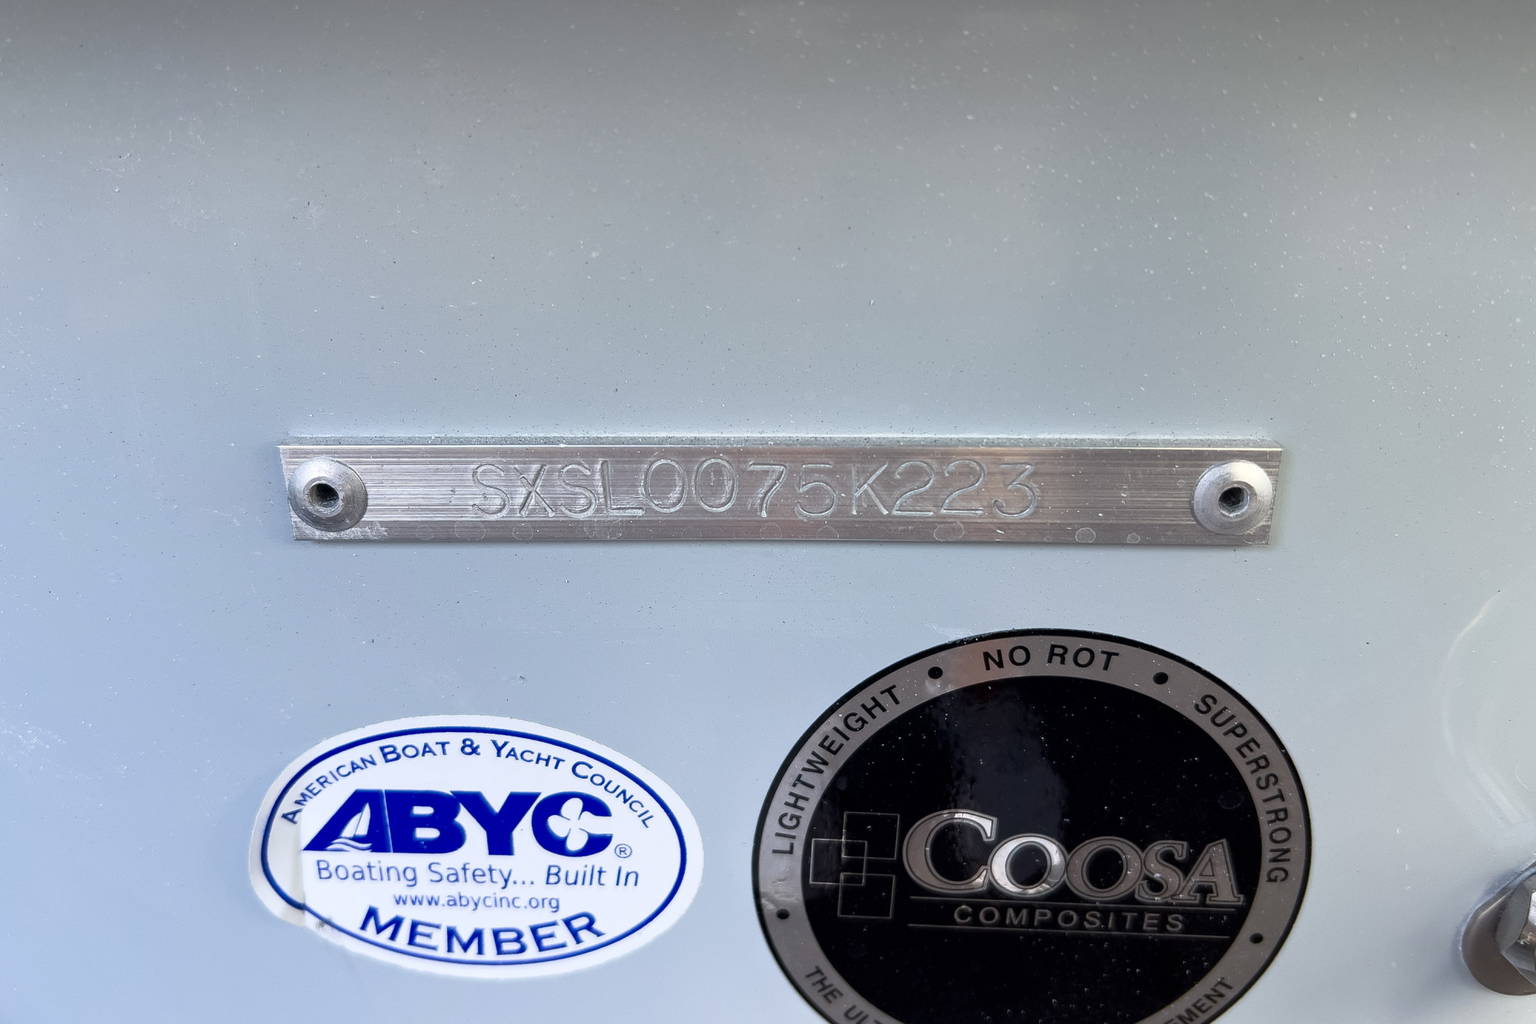 SXSL0075K223
AMERICAN BOAT & YACHT COUNCIL
ABYC®
Boating Safety... Built In
www.abycinc.org
MEMBER
LIGHTWEIGHT • NO ROT • SUPERSTRONG
COOSA
COMPOSITES
THE